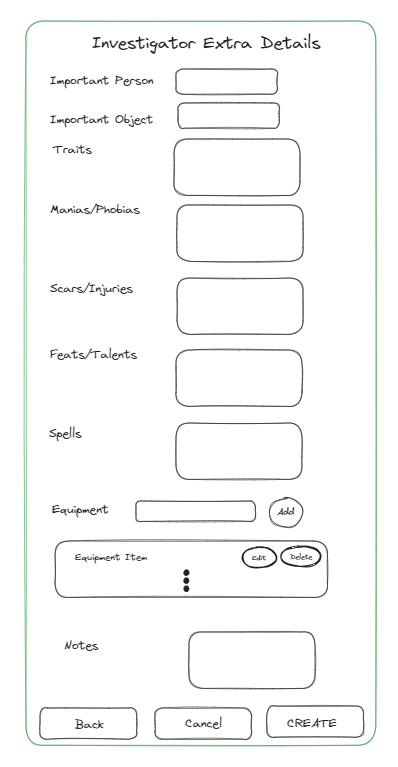 Investigator Extra Details
Important Person
Important Object
Traits
Manias/Phobias
Scars/Injuries
Feats/Talents
Spells
Equipment Add
Equipment Item Edit Delete
Notes
Back Cancel CREATE